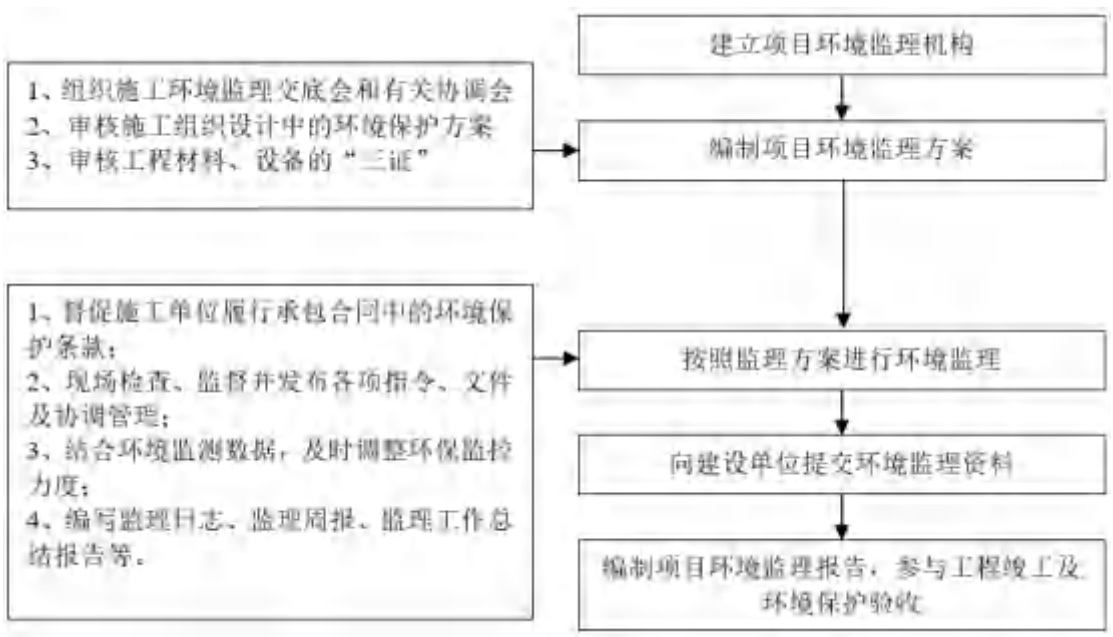 建立项目环境监理机构
1、组织施工环境监理交底会和有关协调会
2、审核施工组织设计中的环境保护方案
3、审核工程材料、设备的“三证”
编制项目环境监理方案
1、督促施工单位履行承包合同中的环境保
护条款；
2、现场检查、监督并发布各项指令、文件
及协调管理；
3、结合环境监测数据，及时调整环保监控
力度；
4、编写监理日志、监理周报、监理工作总
结报告等。
按照监理方案进行环境监理
向建设单位提交环境监理资料
编制项目环境监理报告，参与工程竣工及
环境保护验收